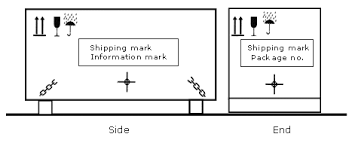 Shipping mark
Information mark
Shipping mark
Package no.
Side
End